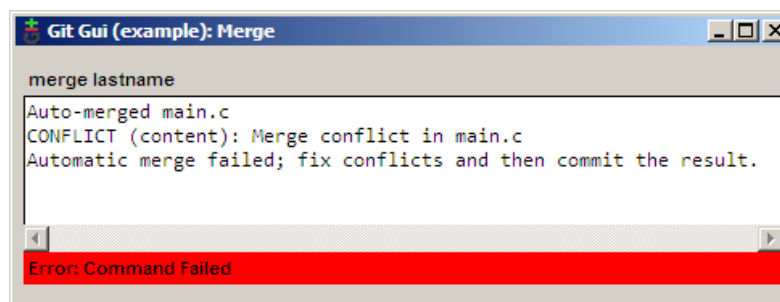 Git Gui (example): Merge
merge lastname
Auto-merged main.c
CONFLICT (content): Merge conflict in main.c
Automatic merge failed; fix conflicts and then commit the result.
Error: Command Failed